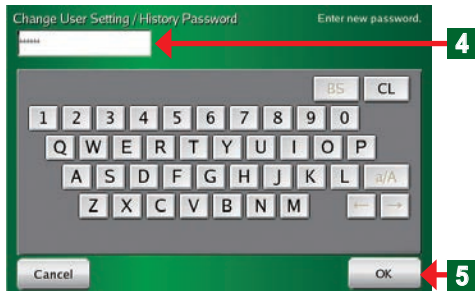 Change User Setting / History Password
Enter new password.
******
4
BS CL
1 2 3 4 5 6 7 8 9 0
Q W E R T Y U I O P
A S D F G H J K L a/A
Z X C V B N M ← →
Cancel OK
5